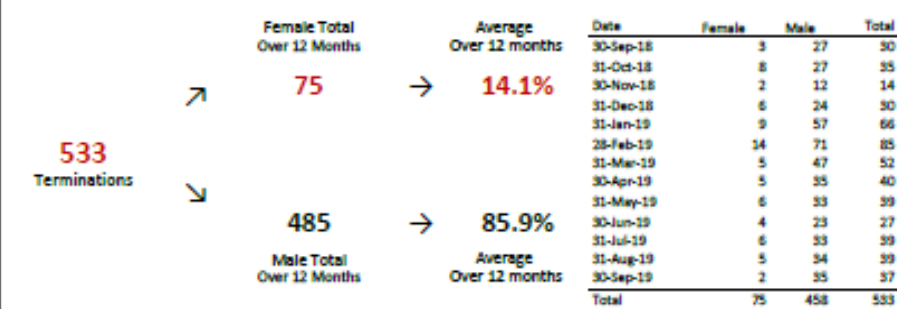 Female Total
Over 12 Months
75
→
Average
Over 12 months
14.1%
533
Terminations
485
→
85.9%
Male Total
Over 12 Months
Average
Over 12 months
Date Female Male Total
30-Sep-18 3 27 30
31-Oct-18 8 27 35
30-Nov-18 2 12 14
31-Dec-18 6 24 30
31-Jan-19 9 57 66
28-Feb-19 14 71 85
31-Mar-19 5 47 52
30-Apr-19 5 35 40
31-May-19 6 33 39
30-Jun-19 4 23 27
31-Jul-19 6 33 39
31-Aug-19 5 34 39
30-Sep-19 2 35 37
Total 75 458 533